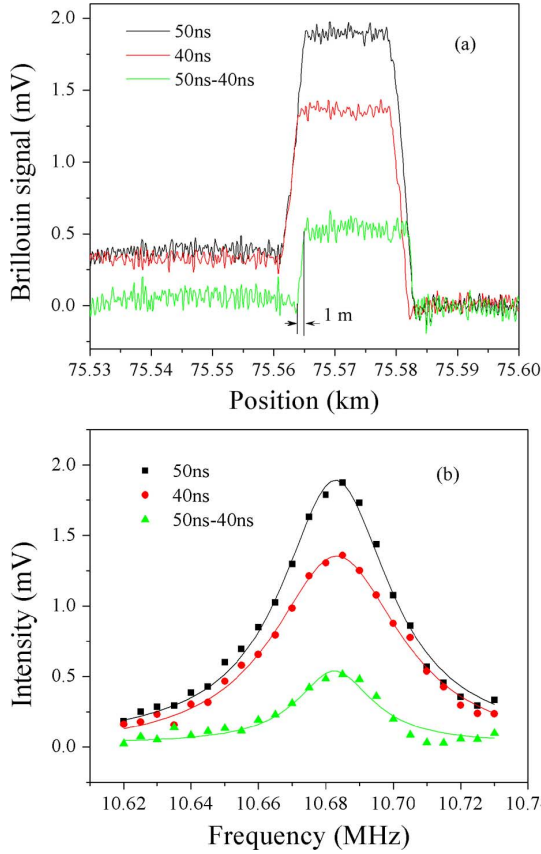 2.0
1.5
1.0
0.5
0.0
Brillouin signal (mV)
50ns
40ns
50ns-40ns
(a)
1 m
75.53 75.54 75.55 75.56 75.57 75.58 75.59 75.60
Position (km)
2.0
1.5
1.0
0.5
0.0
Intensity (mV)
50ns
40ns
50ns-40ns
(b)
10.62 10.64 10.66 10.68 10.70 10.72 10.7
Frequency (MHz)